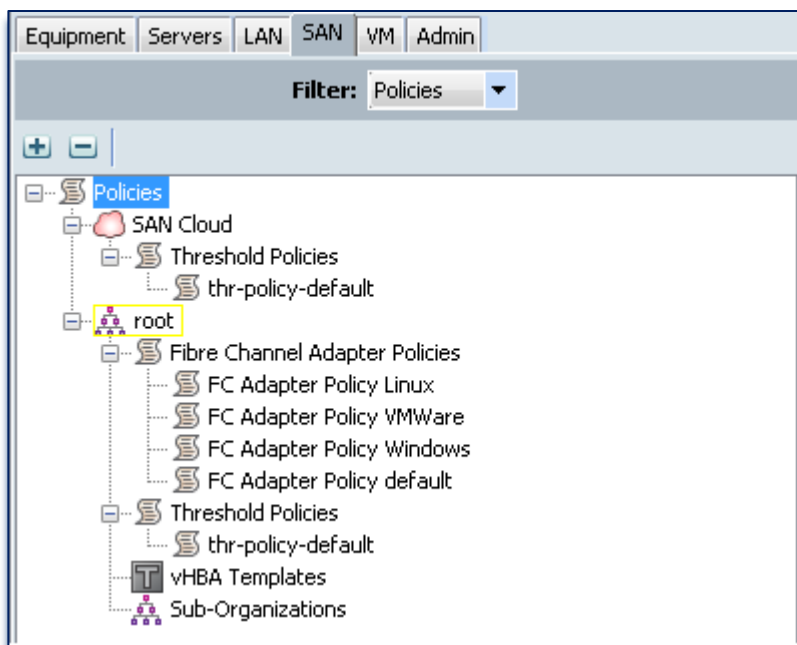 Equipment Servers LAN SAN VM Admin
Filter: Policies
Policies
SAN Cloud
Threshold Policies
thr-policy-default
root
Fibre Channel Adapter Policies
FC Adapter Policy Linux
FC Adapter Policy VMWare
FC Adapter Policy Windows
FC Adapter Policy default
Threshold Policies
thr-policy-default
T vHBA Templates
Sub-Organizations